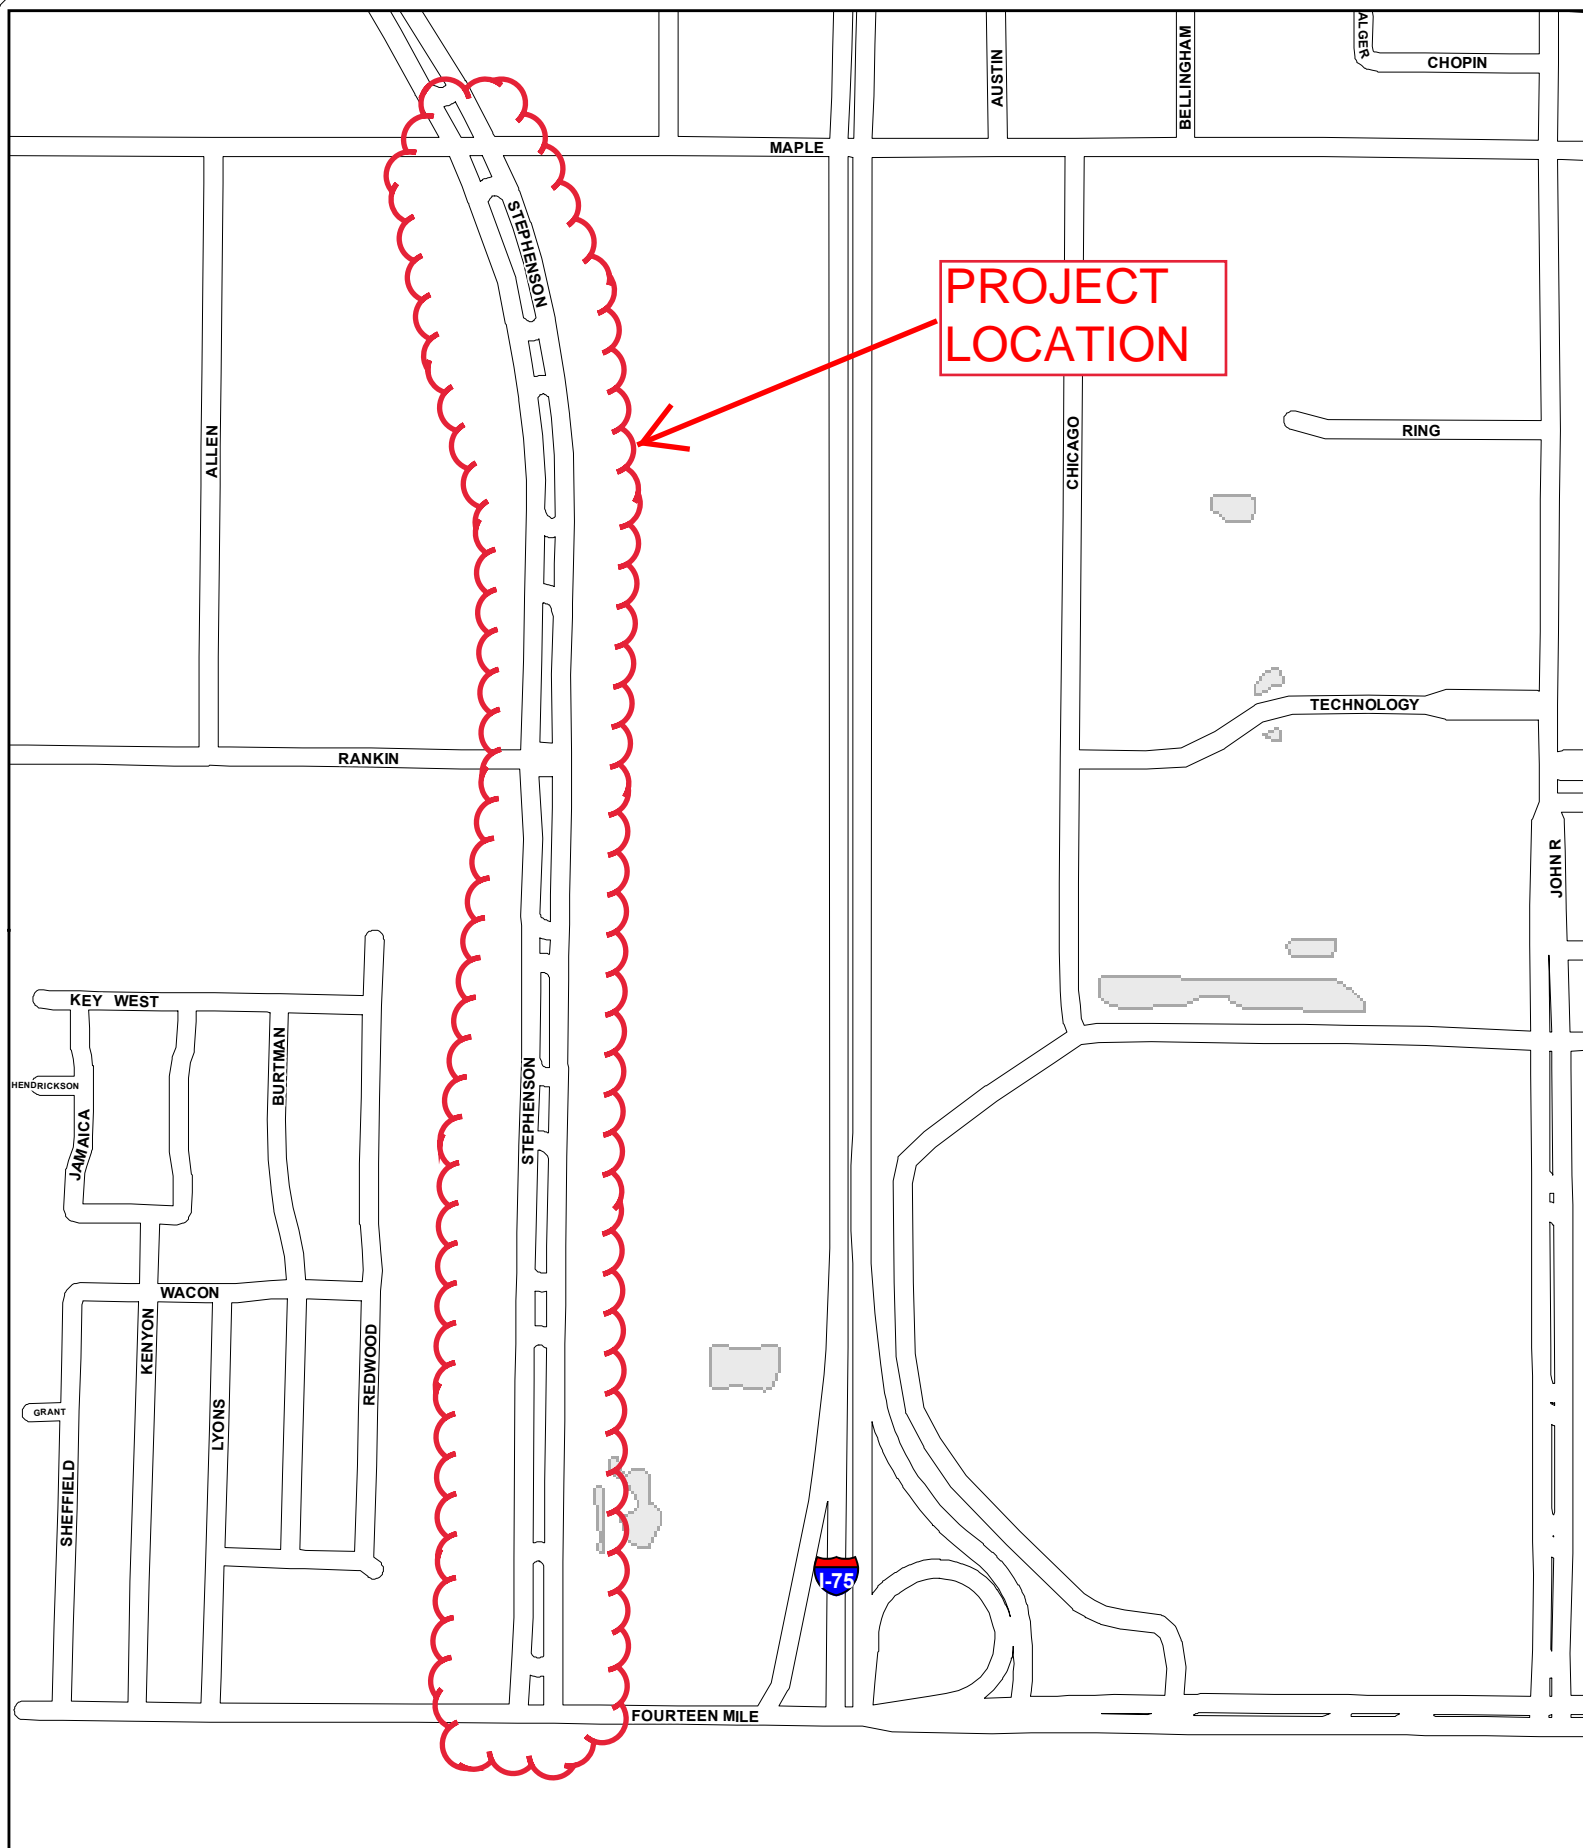 ALGER
CHOPIN
AUSTIN
BELLINGHAM
MAPLE
STEPHENSON
PROJECT
LOCATION
ALLEN
CHICAGO
RING
TECHNOLOGY
RANKIN
JOHN R
KEY WEST
BURTMAN
HENDRICKSON
JAMAICA
STEPHENSON
WACON
KENYON
REDWOOD
GRANT
LYONS
SHEFFIELD
I-75
FOURTEEN MILE